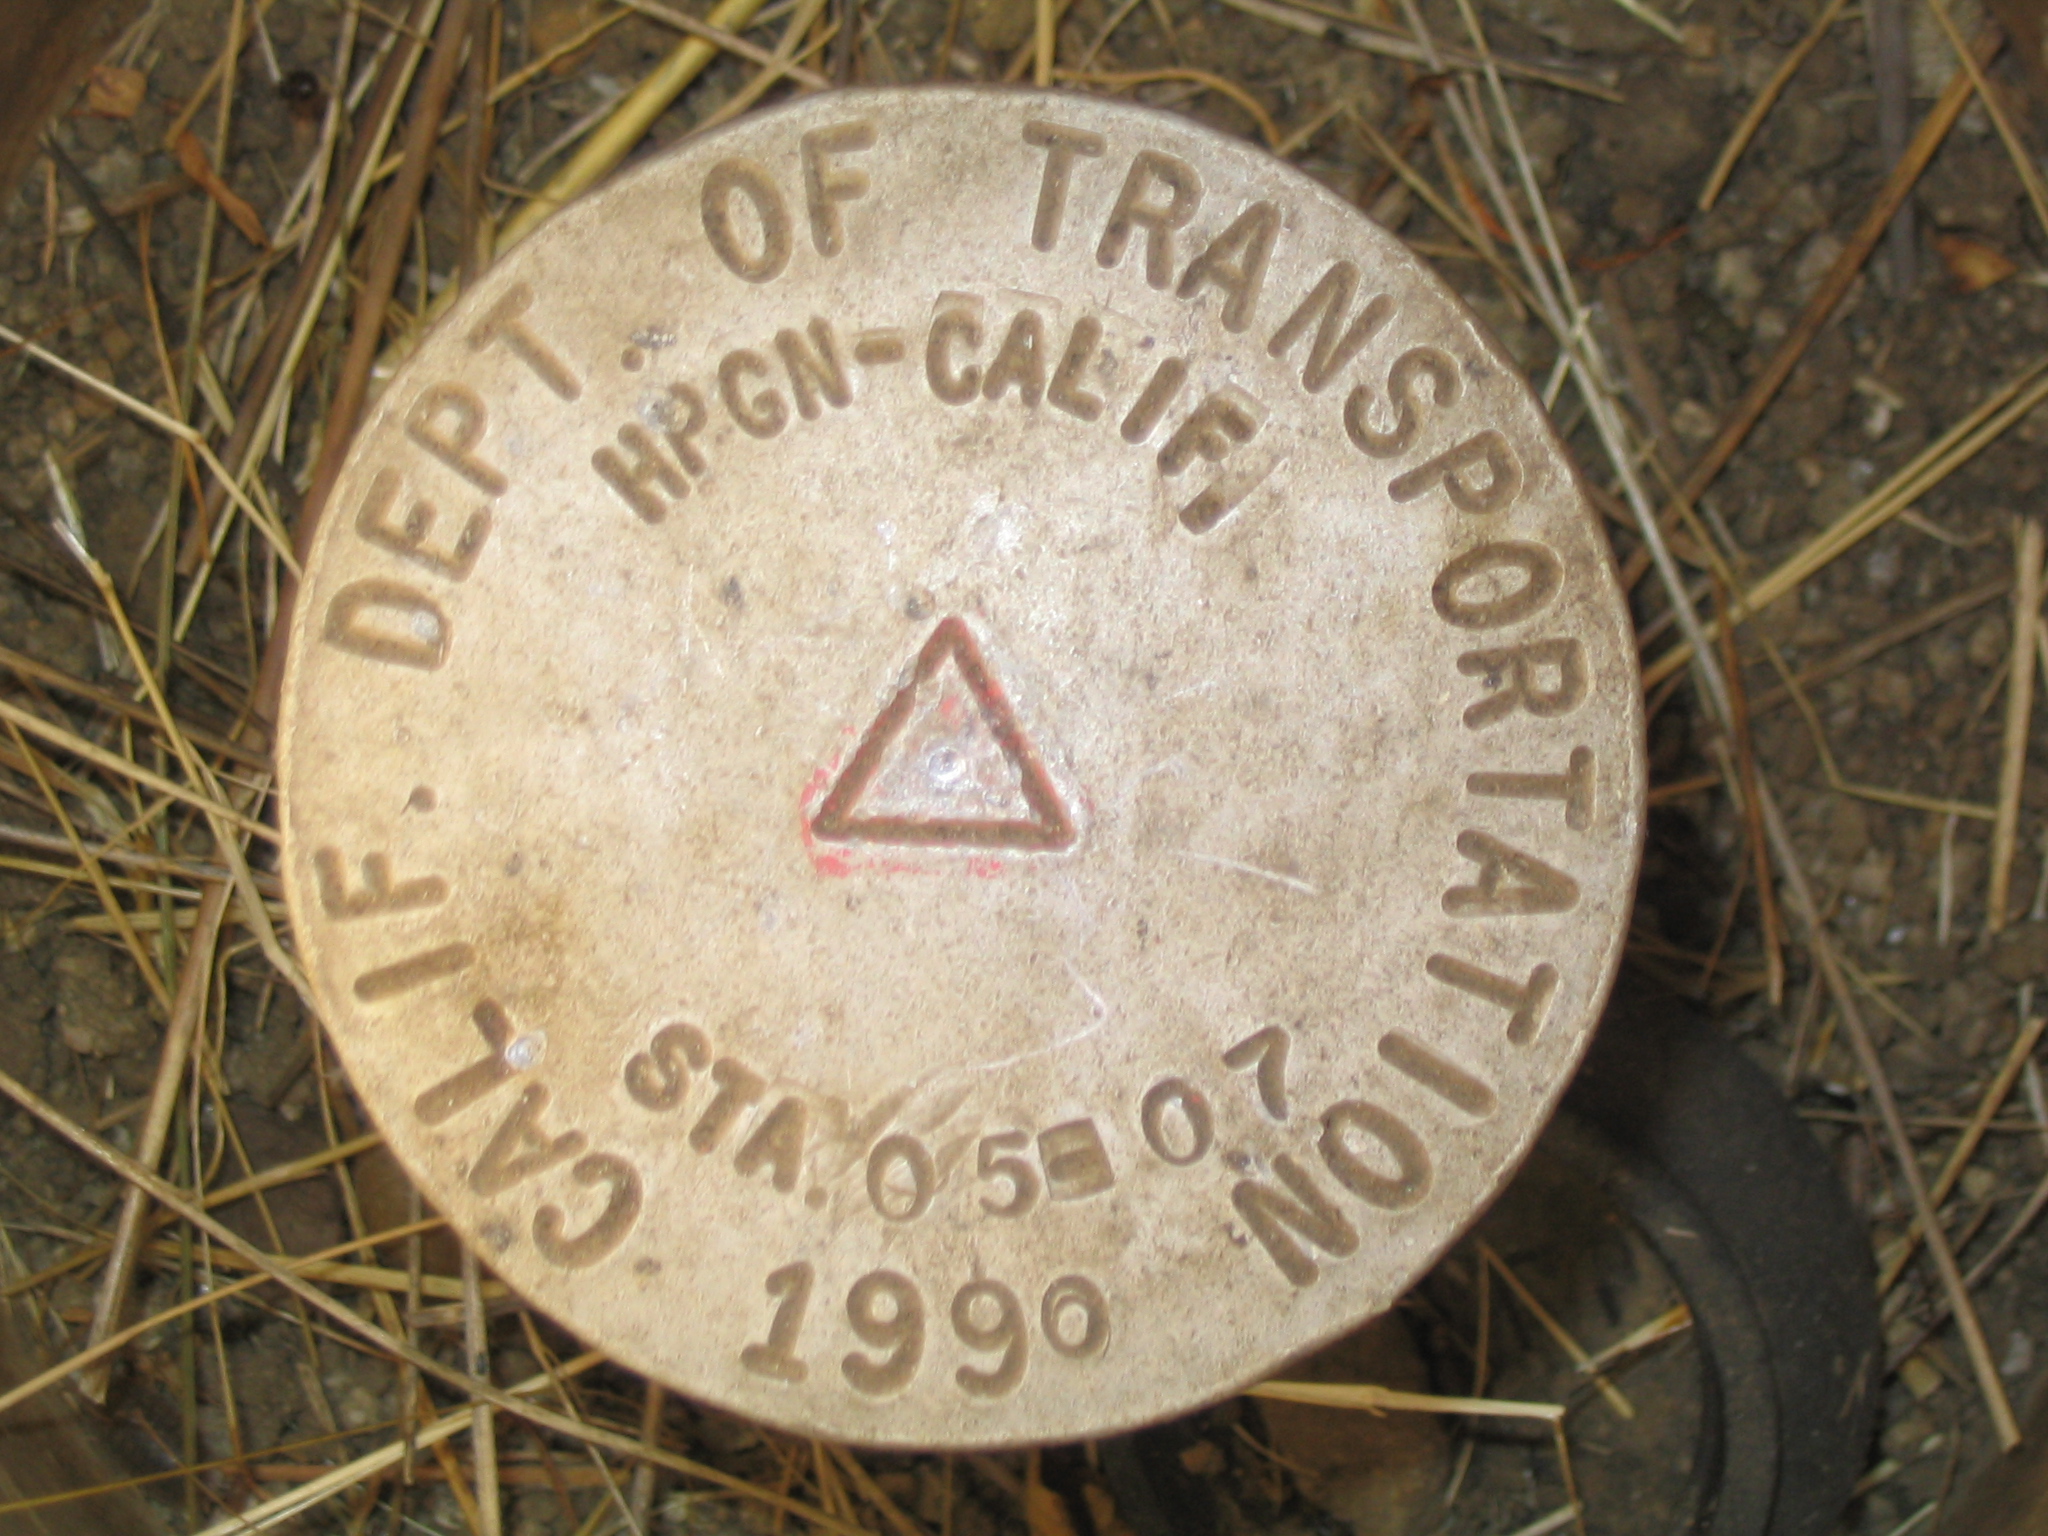 CALIF. DEPT. OF TRANSPORTATION
HPGN-CALIF
STA. 05-07
1990